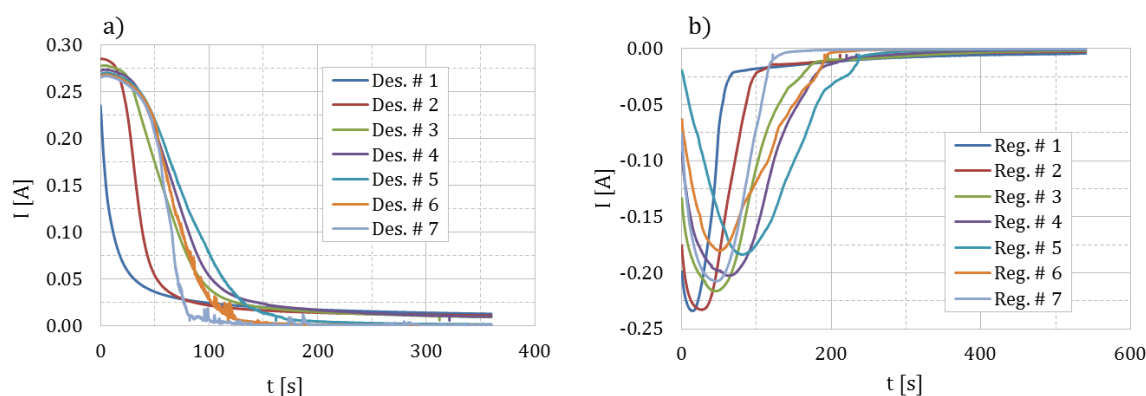 a)
0.30
0.25
0.20
0.15
0.10
0.05
0.00
I [A]
0
100
200
300
400
t [s]
Des. # 1
Des. # 2
Des. # 3
Des. # 4
Des. # 5
Des. # 6
Des. # 7
b)
0.00
-0.05
-0.10
-0.15
-0.20
-0.25
I [A]
0
200
400
600
t [s]
Reg. # 1
Reg. # 2
Reg. # 3
Reg. # 4
Reg. # 5
Reg. # 6
Reg. # 7